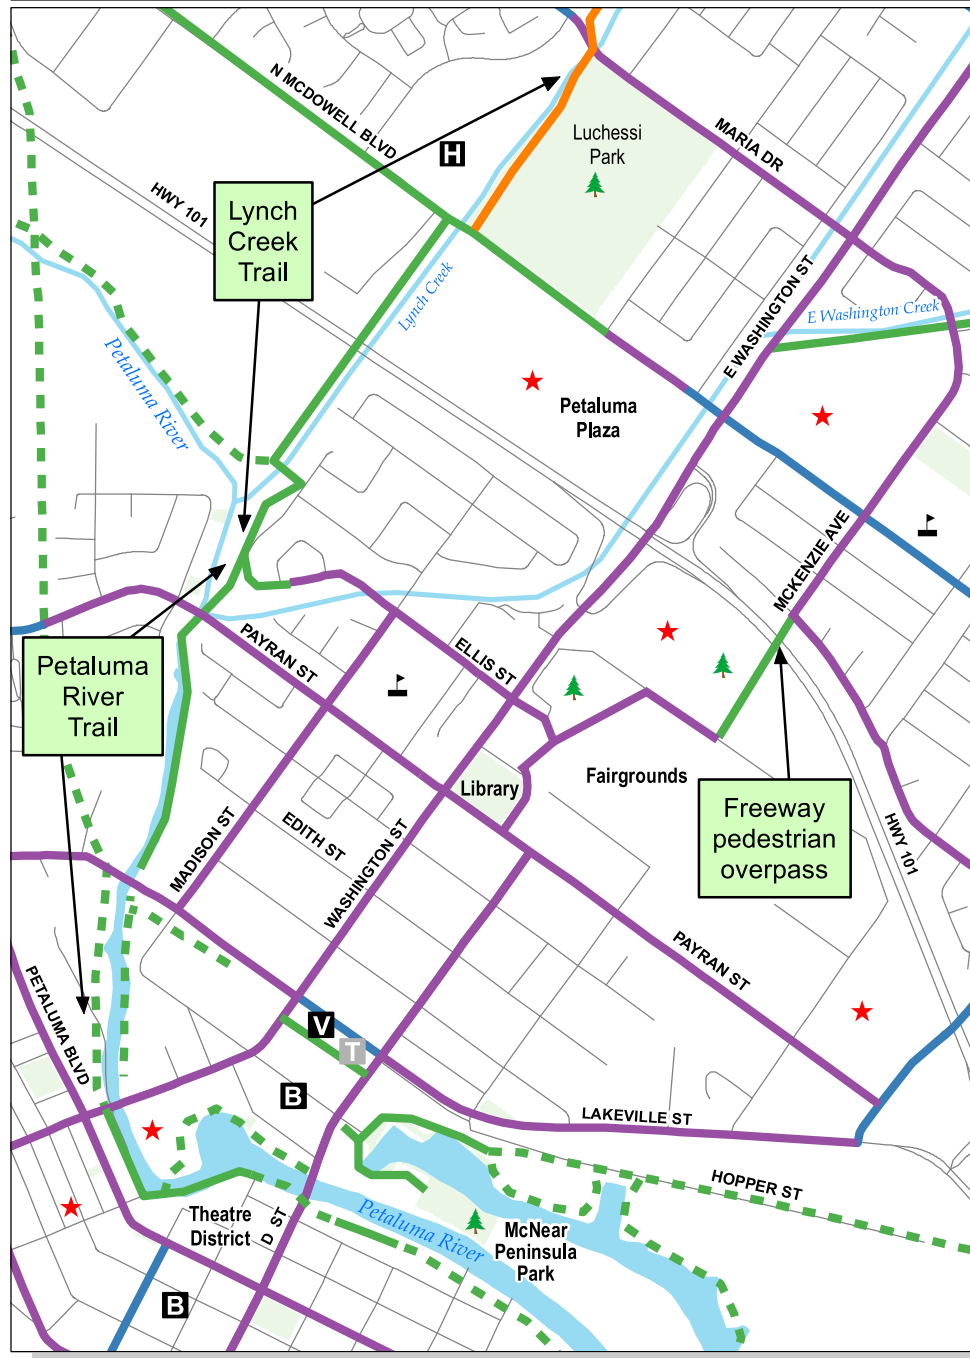 N MCDOWELL BLVD
H
Luchessi
Park
MARIA DR
HWY 101
Lynch
Creek
Trail
Lynch Creek
E WASHINGTON ST
E Washington Creek
Petaluma River
Petaluma
Plaza
MCKENZIE AVE
PAYRAN ST
ELLIS ST
Petaluma
River
Trail
Library
Fairgrounds
Freeway
pedestrian
overpass
HWY 101
MADISON ST
EDITH ST
WASHINGTON ST
PAYRAN ST
PETALUMA BLVD
V
T
B
LAKEVILLE ST
HOPPER ST
Theatre
District
D ST
Petaluma River
McNear
Peninsula
Park
B